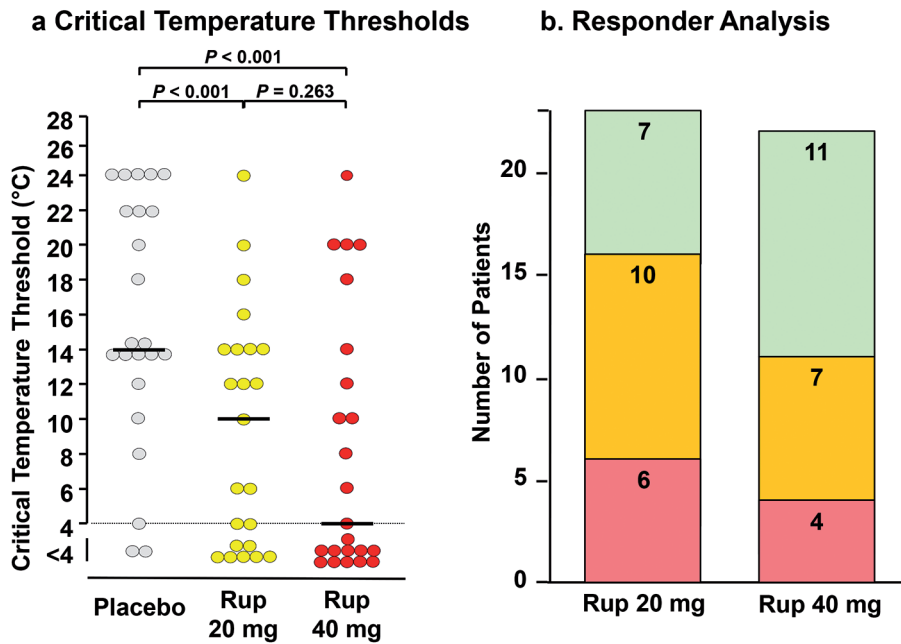 a Critical Temperature Thresholds
P < 0.001
P < 0.001
P = 0.263
Critical Temperature Threshold (°C)
28
26
24
22
20
18
16
14
12
10
8
6
4
<4
Placebo
Rup
20 mg
Rup
40 mg
b. Responder Analysis
Number of Patients
20
15
10
5
0
7
10
6
11
7
4
Rup 20 mg
Rup 40 mg